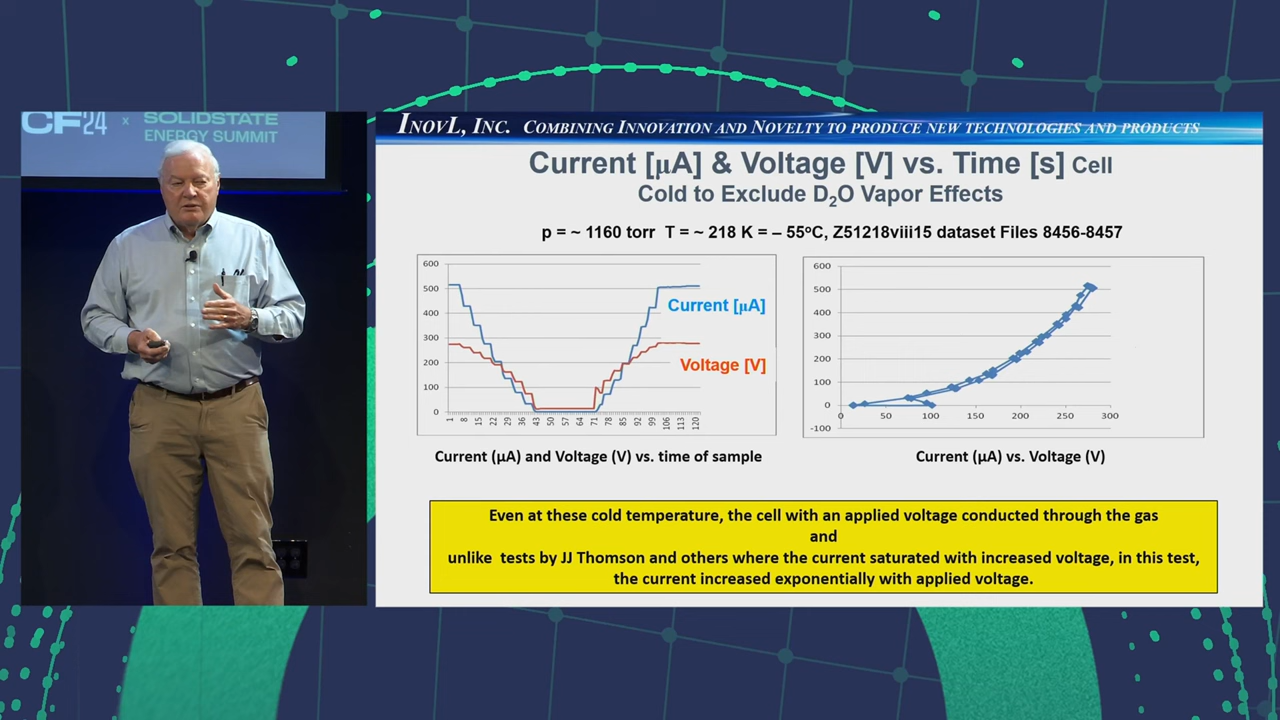 CF24 x SOLIDSTATE
ENERGY SUMMIT
INOVL, INC. COMBINING INNOVATION AND NOVELTY TO PRODUCE NEW TECHNOLOGIES AND PRODUCTS
Current [µA] & Voltage [V] vs. Time [s] Cell
Cold to Exclude D₂O Vapor Effects
p = ~ 1160 torr T = ~ 218 K = – 55ºC, Z51218viii15 dataset Files 8456-8457
600
500
400
300
200
100
0
Current [µA]
Voltage [V]
1 8 15 22 29 36 43 50 57 64 71 78 85 92 99 106 113 120
Current (µA) and Voltage (V) vs. time of sample
600
500
400
300
200
100
0
-100
0 50 100 150 200 250 300
Current (µA) vs. Voltage (V)
Even at these cold temperature, the cell with an applied voltage conducted through the gas
and
unlike tests by JJ Thomson and others where the current saturated with increased voltage, in this test,
the current increased exponentially with applied voltage.